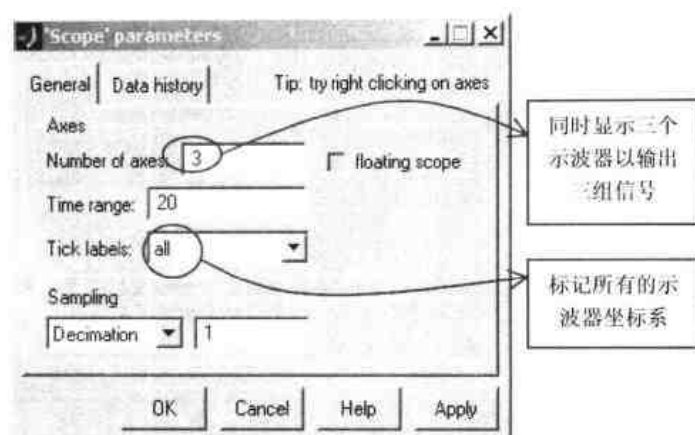 'Scope' parameters
General Data history Tip: try right clicking on axes
Axes
Number of axes: 3 floating scope
Time range: 20
Tick labels: all
Sampling
Decimation 1
OK Cancel Help Apply
同时显示三个
示波器以输出
三组信号
标记所有的示
波器坐标系